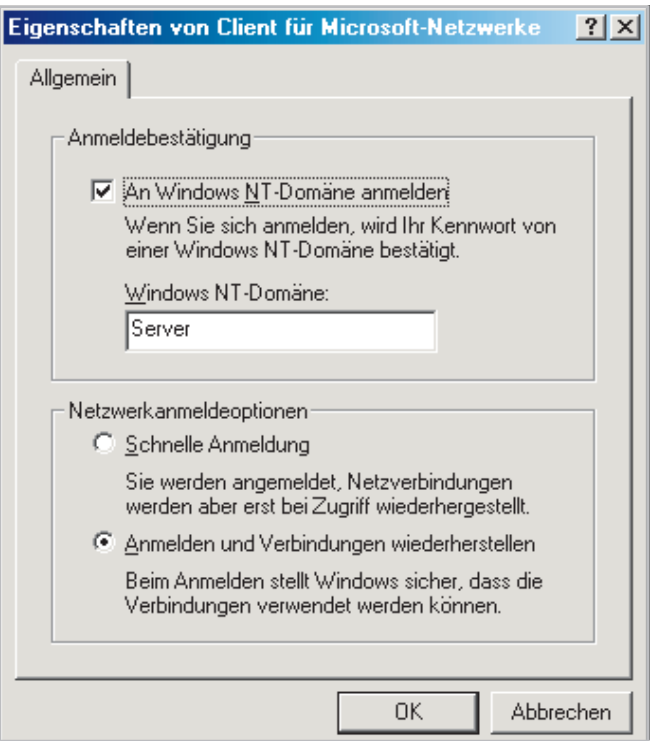 Eigenschaften von Client für Microsoft-Netzwerke
Allgemein
Anmeldebestätigung
An Windows NT-Domäne anmelden
Wenn Sie sich anmelden, wird Ihr Kennwort von
einer Windows NT-Domäne bestätigt.
Windows NT-Domäne:
Server
Netzwerkanmeldeoptionen
Schnelle Anmeldung
Sie werden angemeldet, Netzverbindungen
werden aber erst bei Zugriff wiederhergestellt.
Anmelden und Verbindungen wiederherstellen
Beim Anmelden stellt Windows sicher, dass die
Verbindungen verwendet werden können.
OK Abbrechen